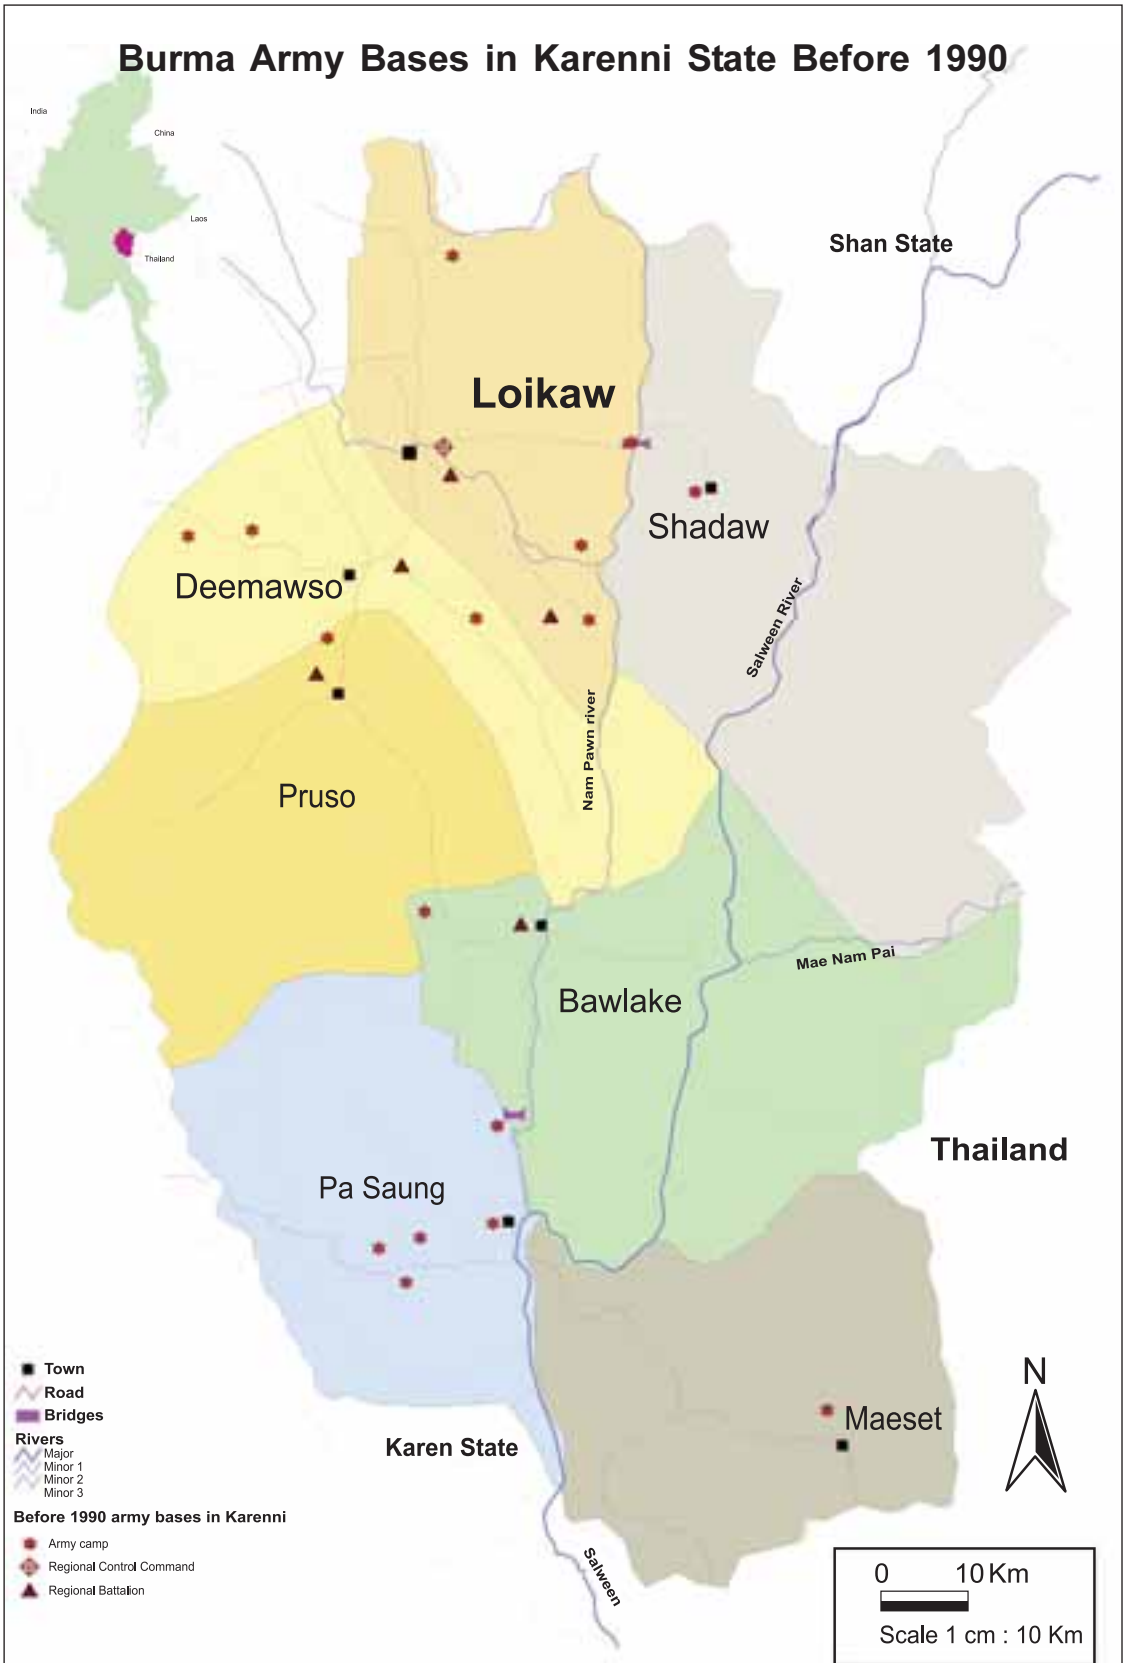 Burma Army Bases in Karenni State Before 1990
India
China
Laos
Thailand
Shan State
Loikaw
Shadaw
Deemawso
Salween River
Nam Pawn river
Pruso
Mae Nam Pai
Bawlake
Thailand
Pa Saung
Maeset
Karen State
Salween
N
Town
Road
Bridges
Rivers
Major
Minor 1
Minor 2
Minor 3
Before 1990 army bases in Karenni
Army camp
Regional Control Command
Regional Battalion
0 10 Km
Scale 1 cm : 10 Km